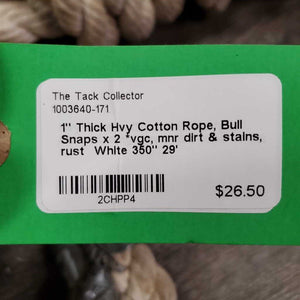 The Tack Collector
1003640-171
1" Thick Hvy Cotton Rope, Bull
Snaps x 2 *vgc, mnr dirt & stains,
rust White 350" 29'
2CHPP4
$26.50